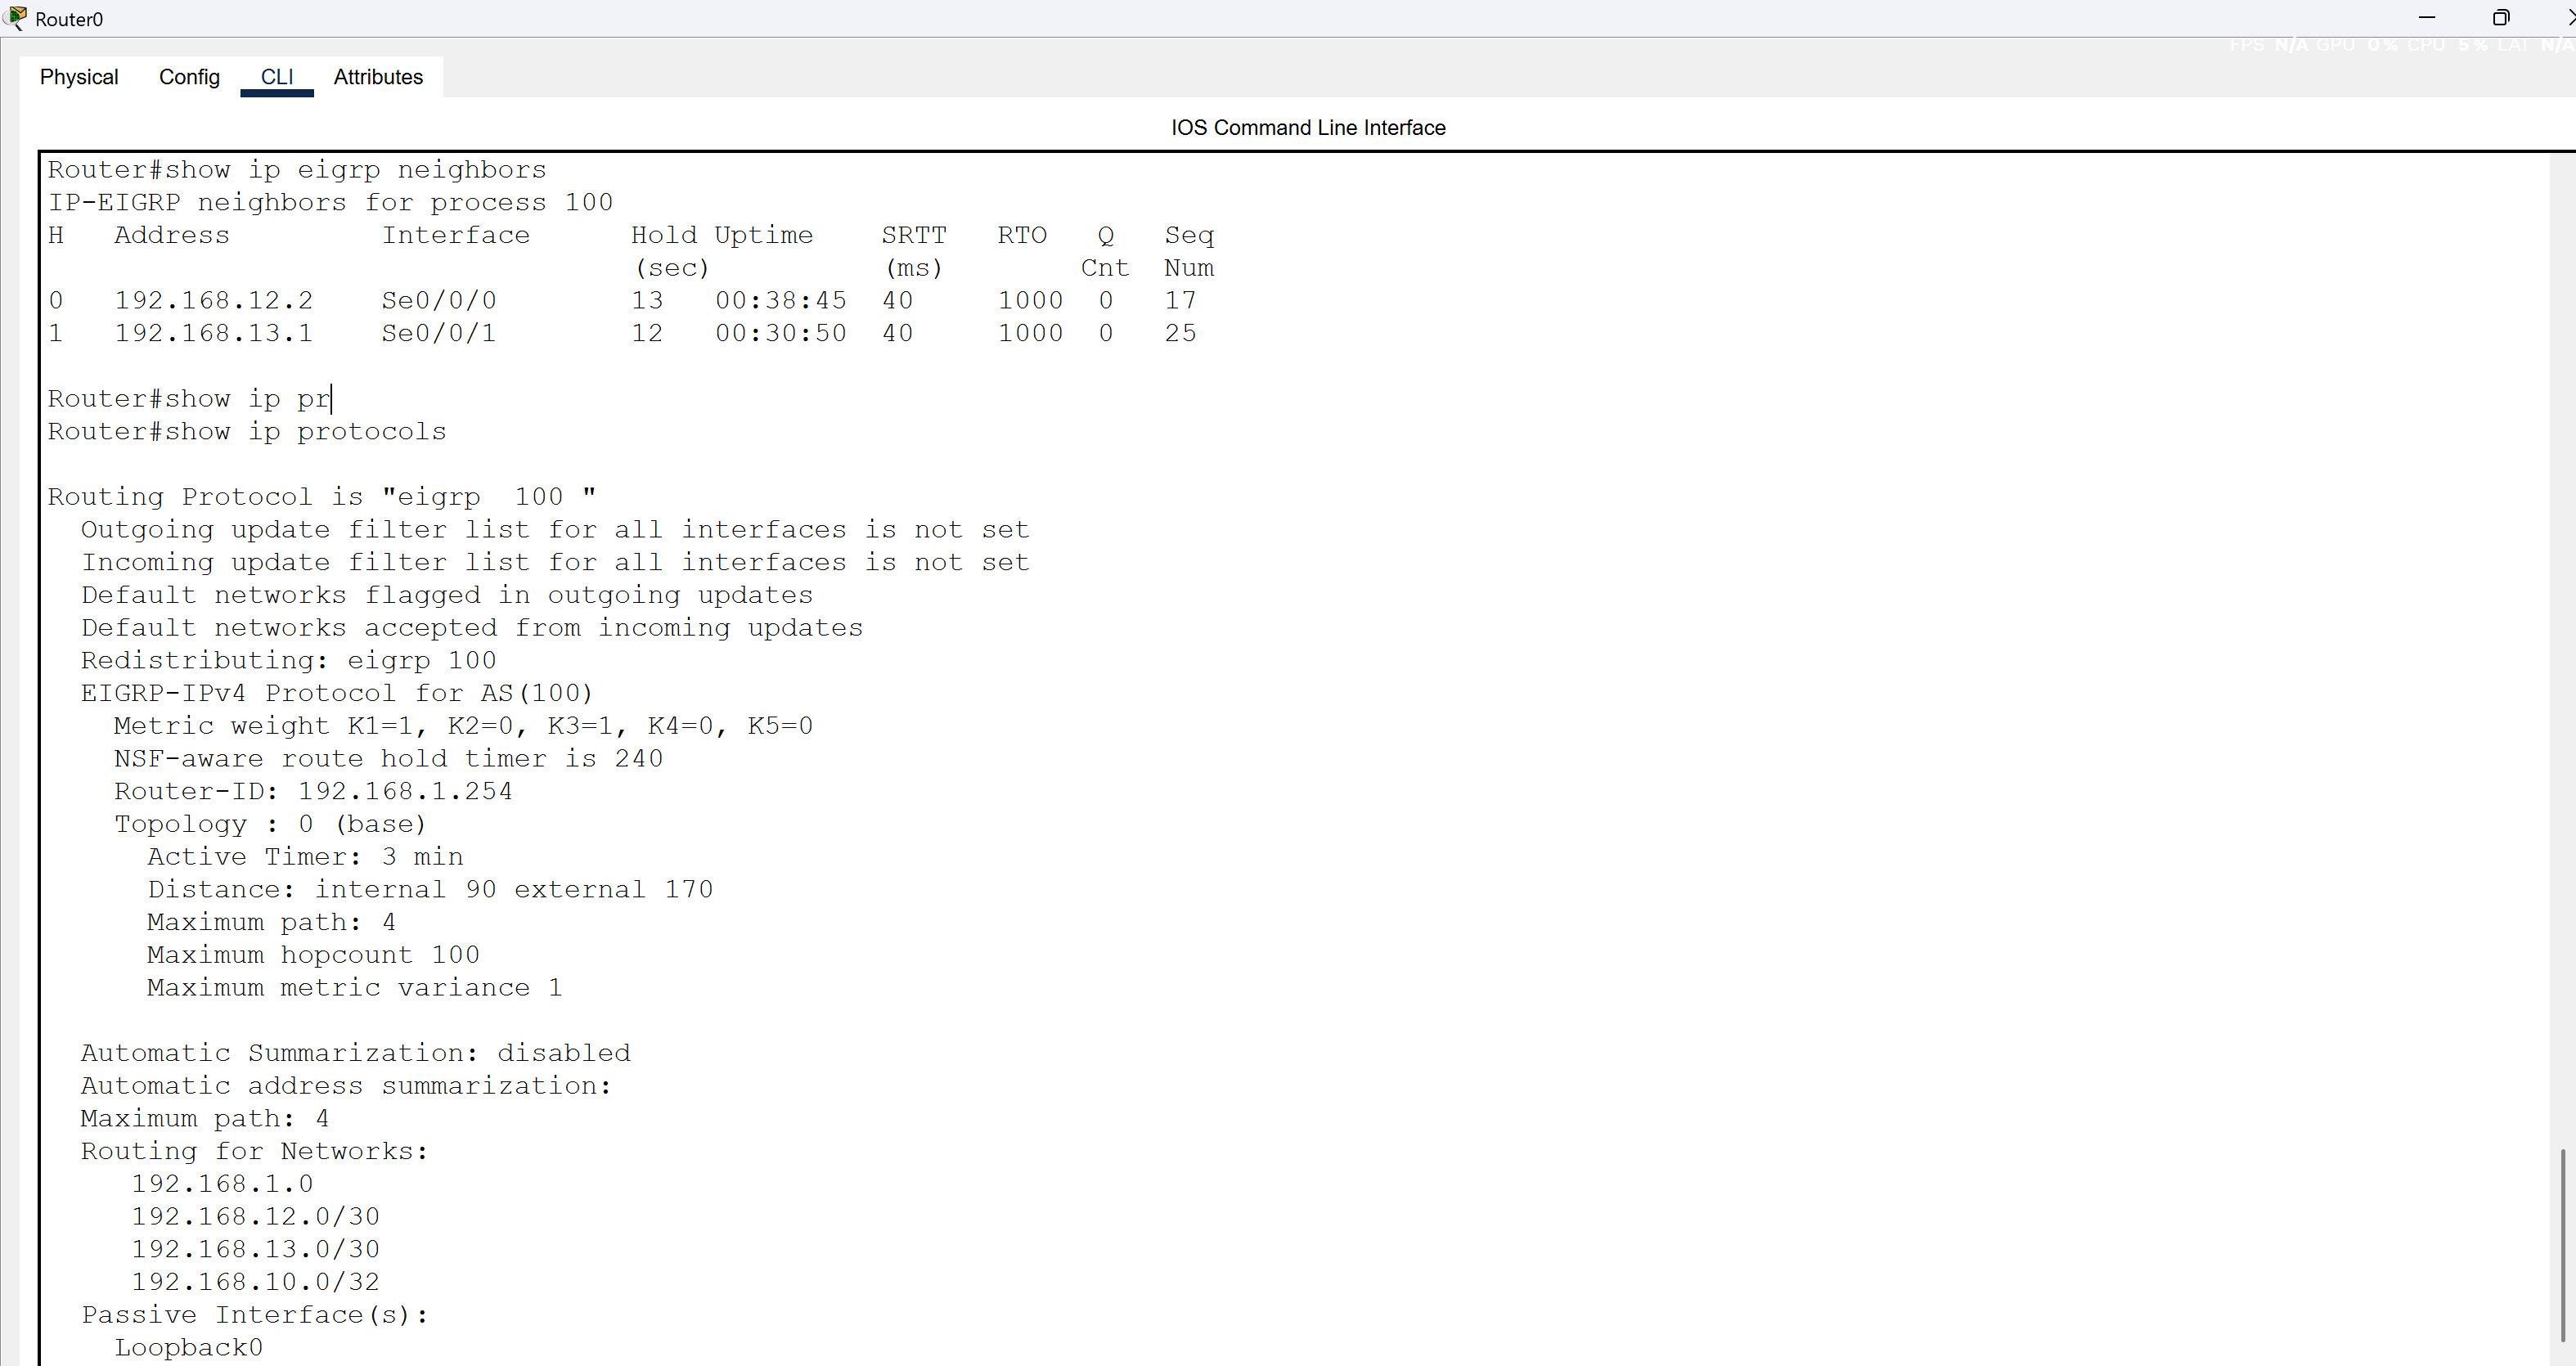 Router0
FPS N/A GPU 0% CPU 5% LAT N/A
Physical Config CLI Attributes
IOS Command Line Interface
Router#show ip eigrp neighbors
IP-EIGRP neighbors for process 100
H   Address         Interface      Hold Uptime    SRTT   RTO   Q   Seq
                                   (sec)          (ms)        Cnt  Num
0   192.168.12.2    Se0/0/0        13   00:38:45  40     1000  0   17
1   192.168.13.1    Se0/0/1        12   00:30:50  40     1000  0   25
Router#show ip pr
Router#show ip protocols
Routing Protocol is "eigrp  100 "
  Outgoing update filter list for all interfaces is not set
  Incoming update filter list for all interfaces is not set
  Default networks flagged in outgoing updates
  Default networks accepted from incoming updates
  Redistributing: eigrp 100
  EIGRP-IPv4 Protocol for AS(100)
    Metric weight K1=1, K2=0, K3=1, K4=0, K5=0
    NSF-aware route hold timer is 240
    Router-ID: 192.168.1.254
    Topology : 0 (base)
      Active Timer: 3 min
      Distance: internal 90 external 170
      Maximum path: 4
      Maximum hopcount 100
      Maximum metric variance 1
  Automatic Summarization: disabled
  Automatic address summarization:
  Maximum path: 4
  Routing for Networks:
     192.168.1.0
     192.168.12.0/30
     192.168.13.0/30
     192.168.10.0/32
  Passive Interface(s):
    Loopback0